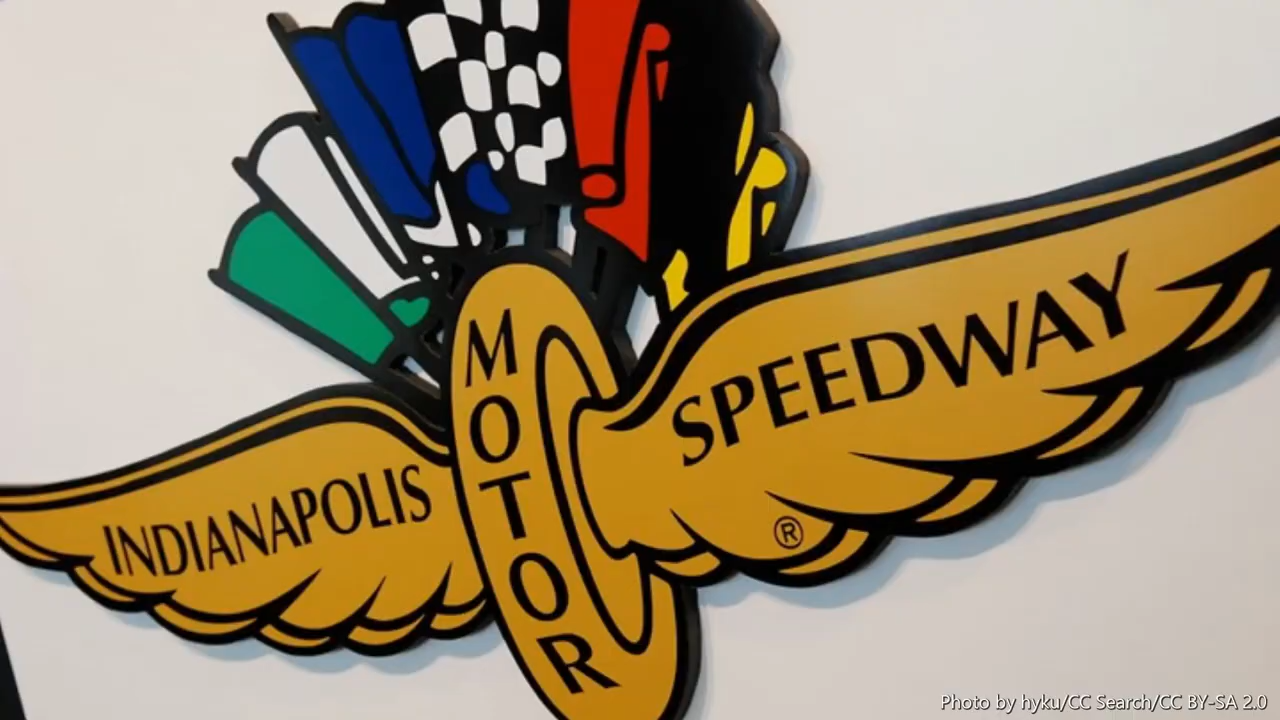 INDIANAPOLIS
MOTOR
SPEEDWAY
®
Photo by hyku/CC Search/CC BY-SA 2.0